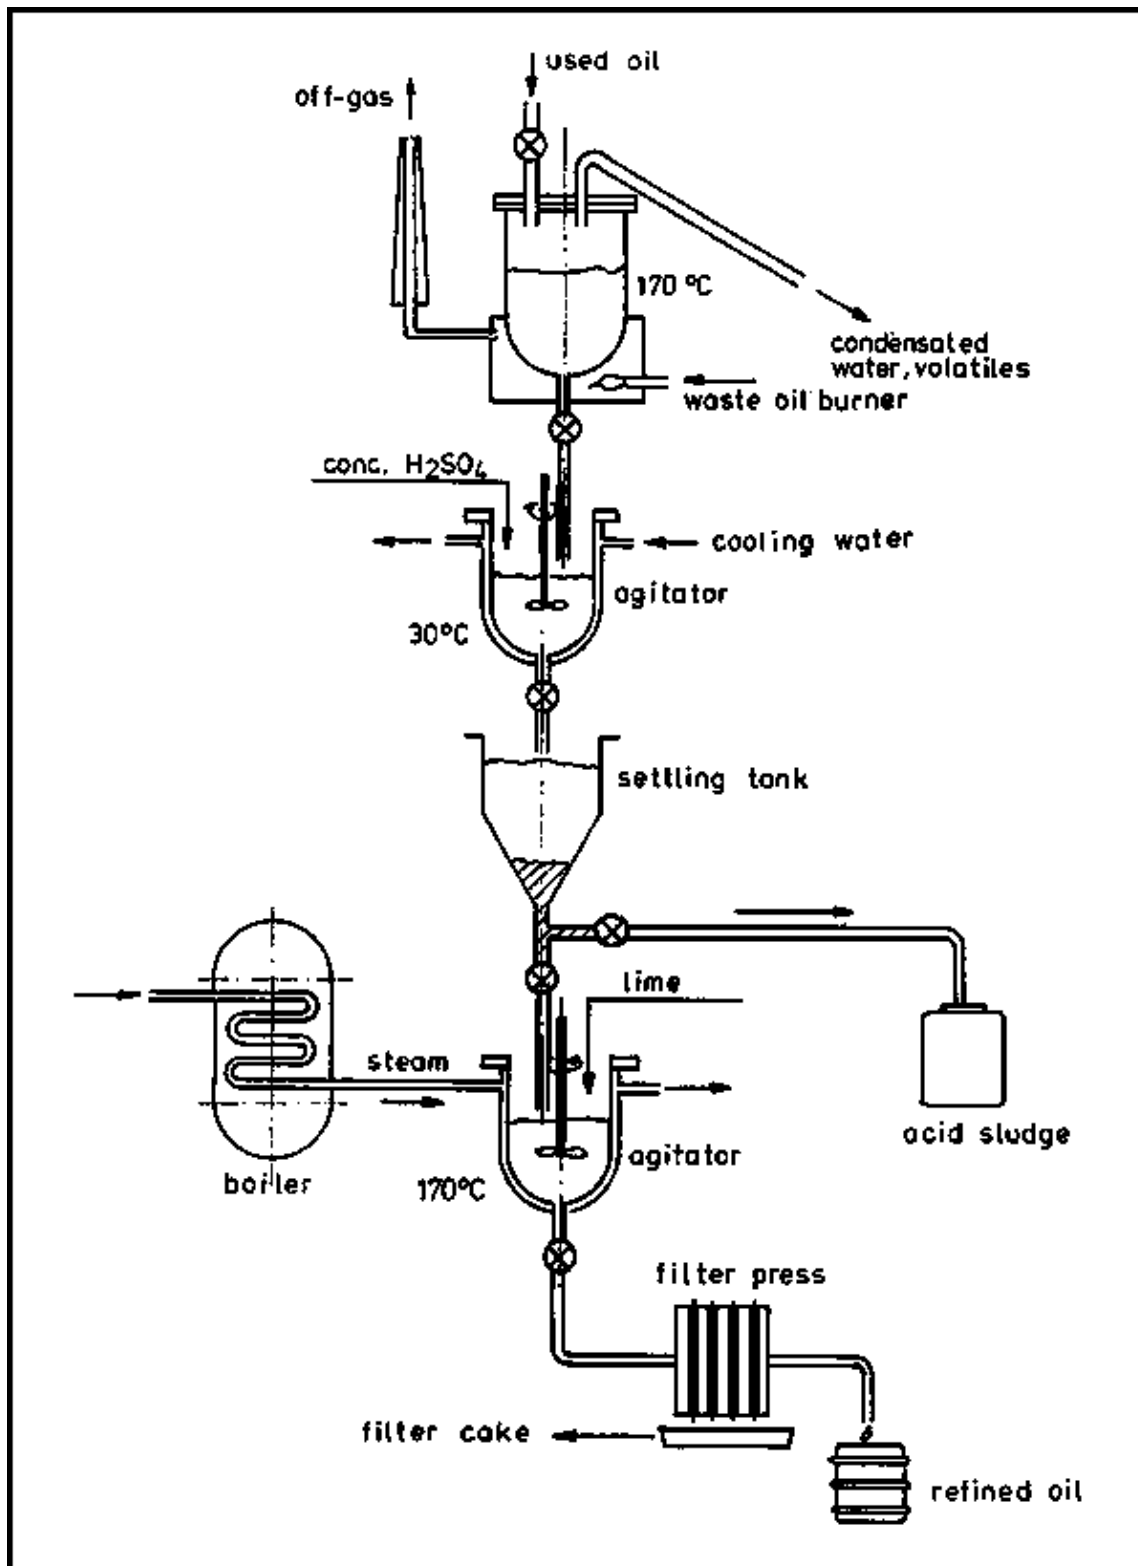 used oil
off-gas
170 °C
condensated
water, volatiles
waste oil burner
conc. H2SO4
cooling water
agitator
30°C
settling tank
lime
steam
acid sludge
agitator
boiler
170°C
filter press
filter cake
refined oil